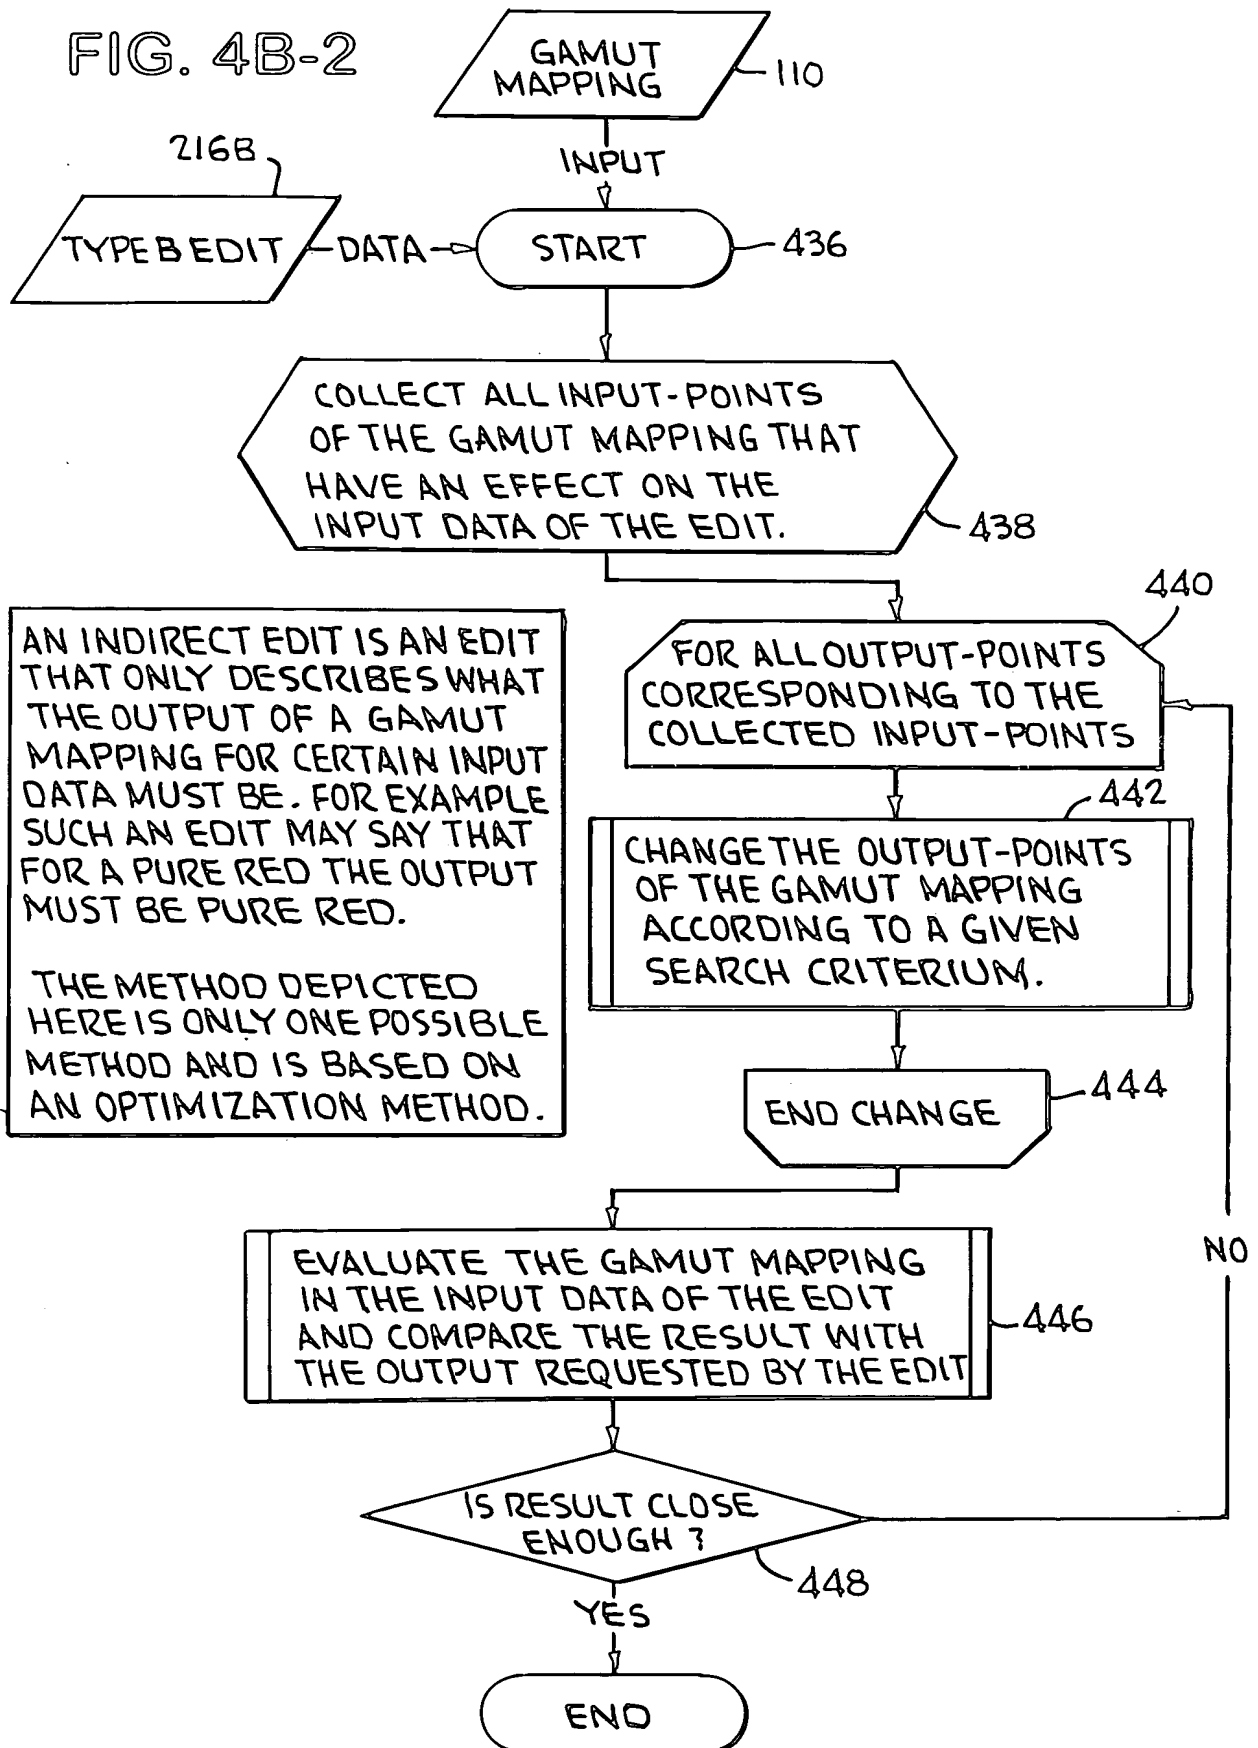 FIG. 4B-2
GAMUT
MAPPING
110
INPUT
216B
TYPE B EDIT
DATA
START
436
COLLECT ALL INPUT-POINTS
OF THE GAMUT MAPPING THAT
HAVE AN EFFECT ON THE
INPUT DATA OF THE EDIT.
438
440
FOR ALL OUTPUT-POINTS
CORRESPONDING TO THE
COLLECTED INPUT-POINTS
AN INDIRECT EDIT IS AN EDIT
THAT ONLY DESCRIBES WHAT
THE OUTPUT OF A GAMUT
MAPPING FOR CERTAIN INPUT
DATA MUST BE. FOR EXAMPLE
SUCH AN EDIT MAY SAY THAT
FOR A PURE RED THE OUTPUT
MUST BE PURE RED.
THE METHOD DEPICTED
HERE IS ONLY ONE POSSIBLE
METHOD AND IS BASED ON
AN OPTIMIZATION METHOD.
442
CHANGE THE OUTPUT-POINTS
OF THE GAMUT MAPPING
ACCORDING TO A GIVEN
SEARCH CRITERIUM.
END CHANGE
444
EVALUATE THE GAMUT MAPPING
IN THE INPUT DATA OF THE EDIT
AND COMPARE THE RESULT WITH
THE OUTPUT REQUESTED BY THE EDIT
446
NO
IS RESULT CLOSE
ENOUGH ?
448
YES
END